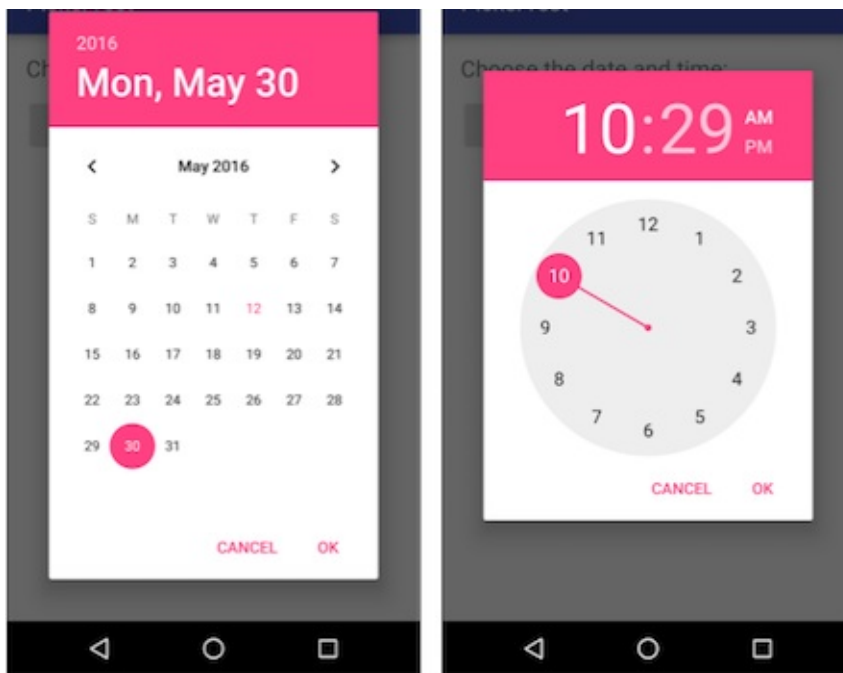 2016
Mon, May 30
May 2016
S M T W T F S
1 2 3 4 5 6 7
8 9 10 11 12 13 14
15 16 17 18 19 20 21
22 23 24 25 26 27 28
29 30 31
CANCEL OK
Choose the date and time:
10:29 AM
PM
12
11 1
10 2
9 3
8 4
7 5
6
CANCEL OK